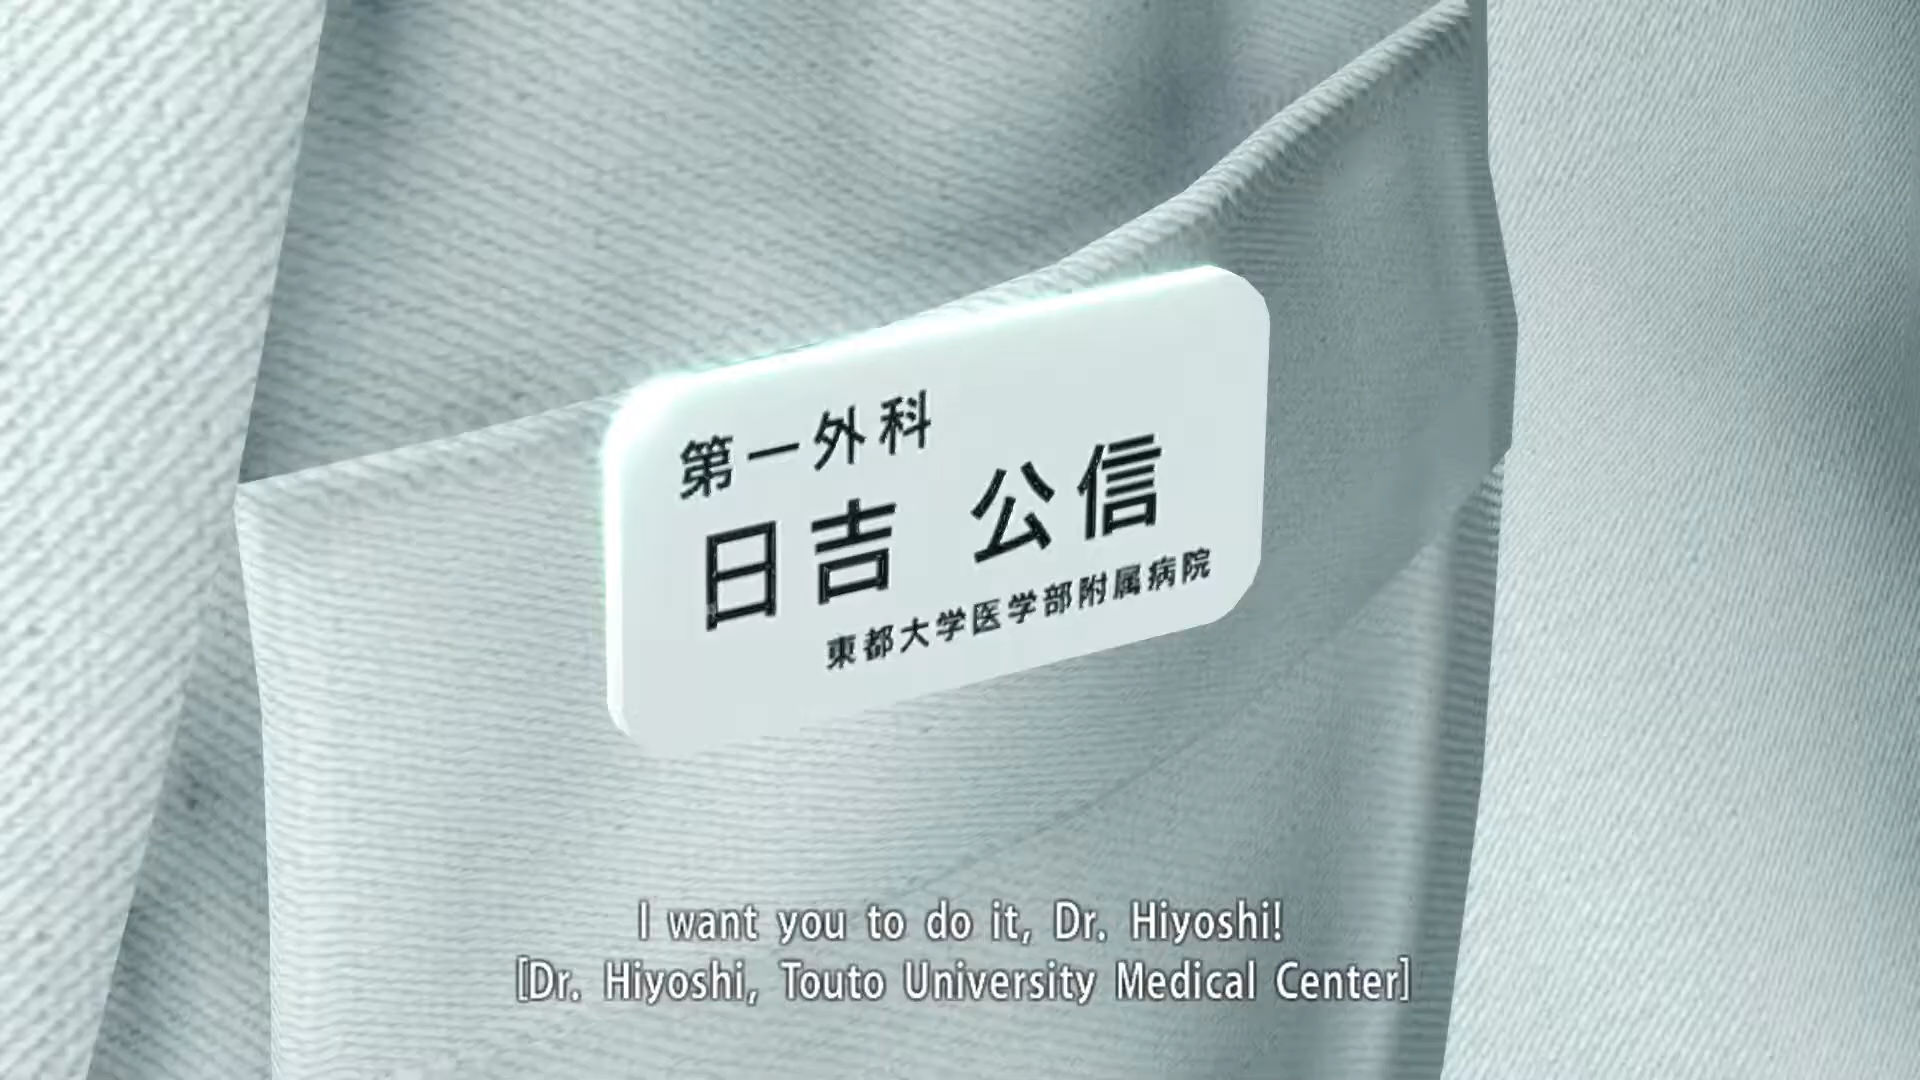 第一外科
日吉 公信
東都大学医学部附属病院
I want you to do it, Dr. Hiyoshi!
[Dr. Hiyoshi, Touto University Medical Center]